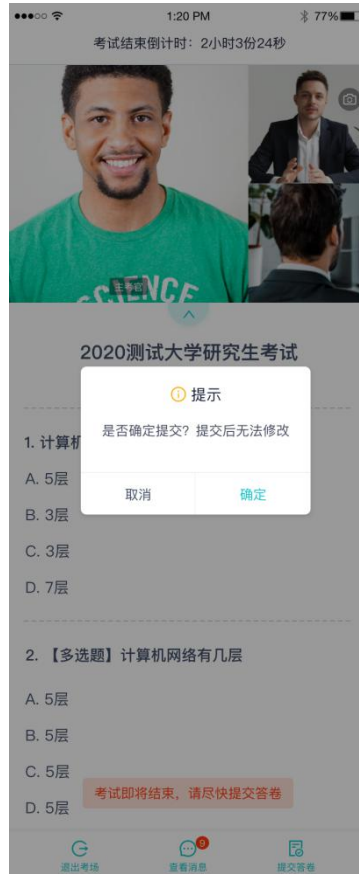 1:20 PM
77%
考试结束倒计时：2小时3份24秒
SCIENCE
主考官
2020测试大学研究生考试
提示
是否确定提交？提交后无法修改
取消
确定
1. 计算机
A. 5层
B. 3层
C. 3层
D. 7层
2. 【多选题】计算机网络有几层
A. 5层
B. 5层
C. 5层
D. 5层
考试即将结束，请尽快提交答卷
9
退出考场
查看消息
提交答卷